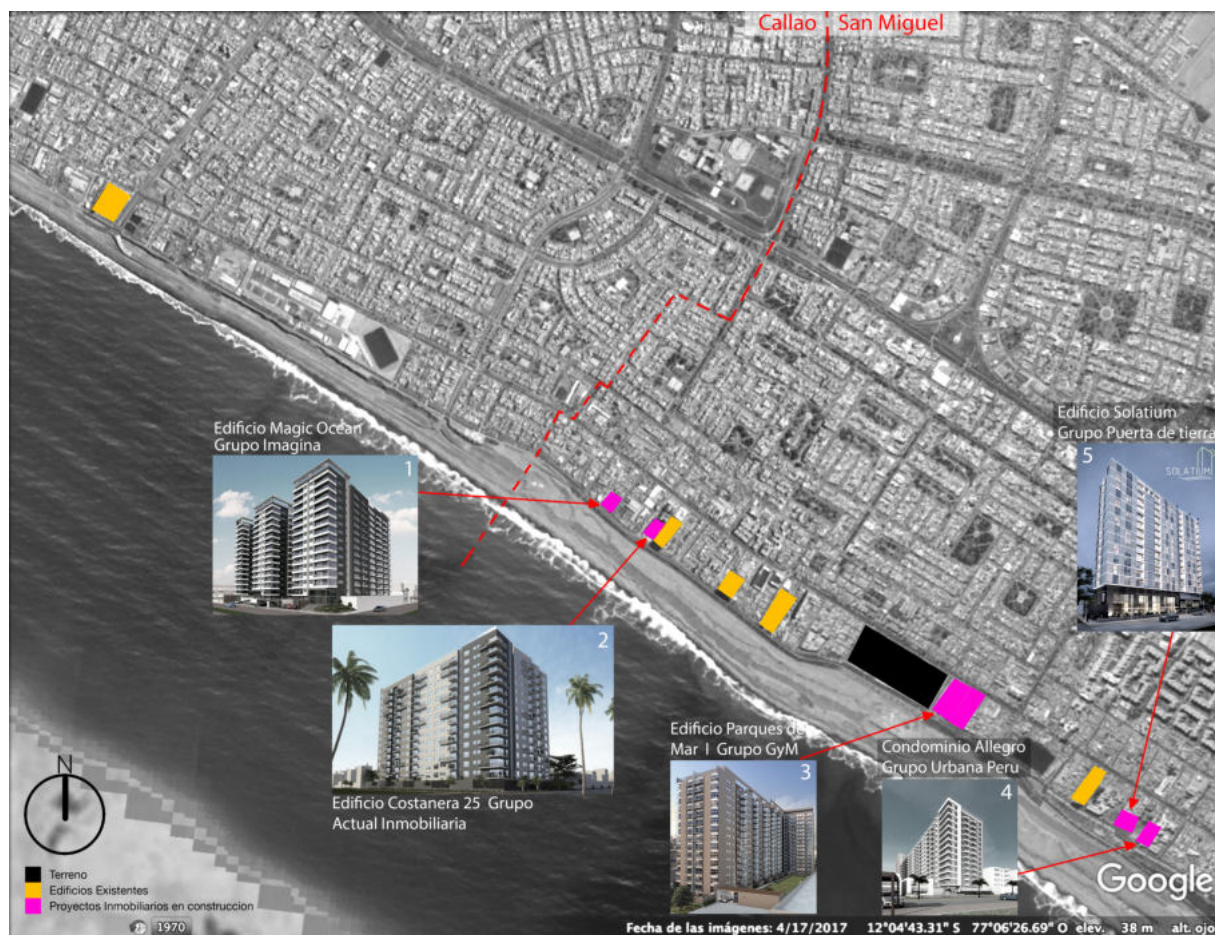 Callao San Miguel
Edificio Magic Ocean
Grupo Imagina
1
Edificio Solatium
Grupo Puerta de tierra
5
SOLATIUM
2
Edificio Costanera 25 Grupo
Actual Inmobiliaria
Edificio Parques de
Mar I Grupo GyM
3
Condominio Allegro
Grupo Urbana Peru
4
N
Terreno
Edificios Existentes
Proyectos Inmobiliarios en construccion
1970
Google
Fecha de las imágenes: 4/17/2017 12°04'43.31" S 77°06'26.69" O elev. 38 m alt. ojo